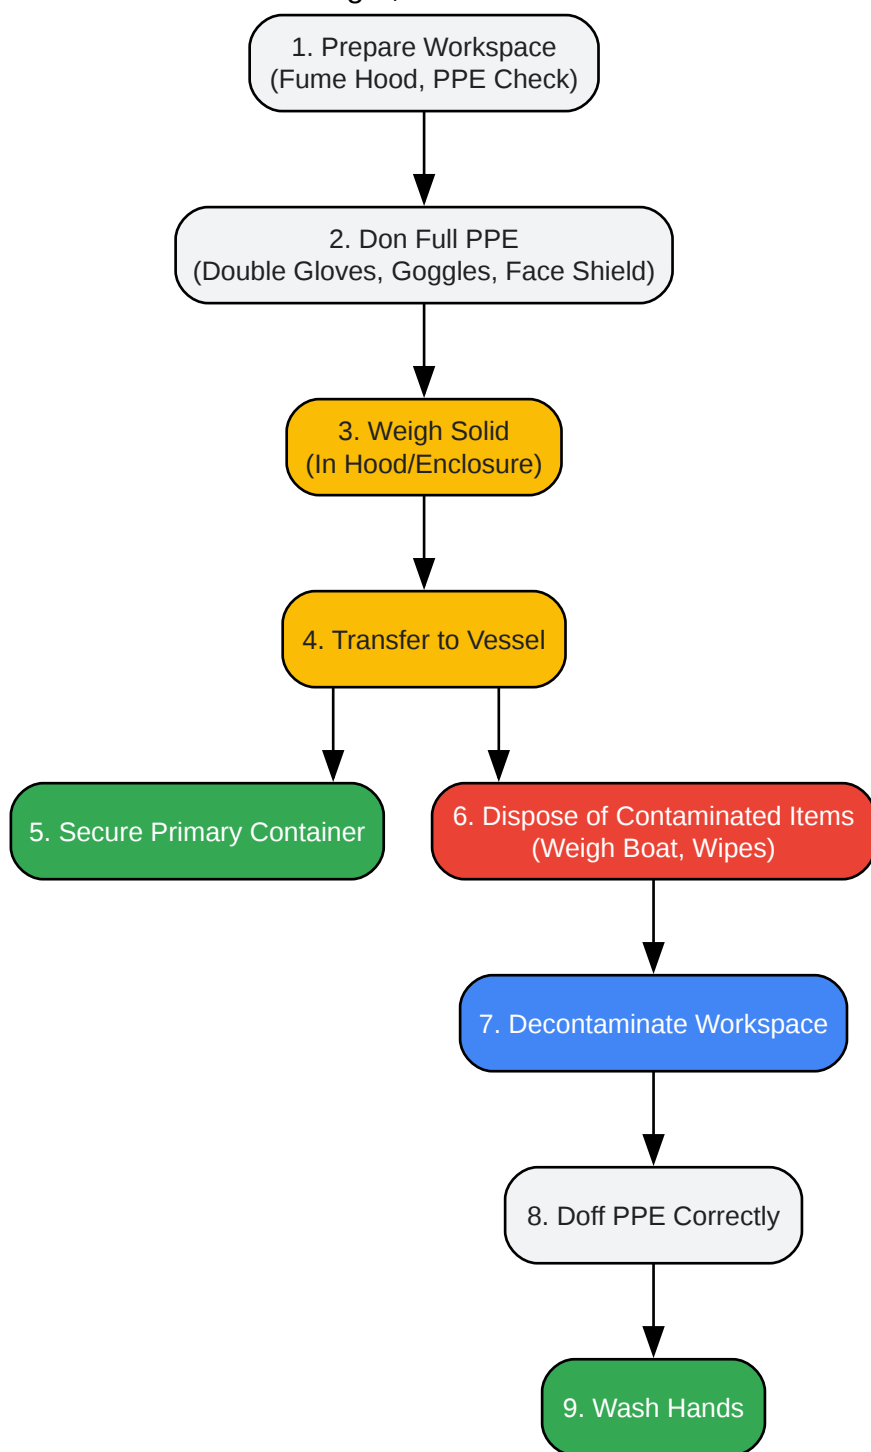 1. Prepare Workspace
(Fume Hood, PPE Check)
2. Don Full PPE
(Double Gloves, Goggles, Face Shield)
3. Weigh Solid
(In Hood/Enclosure)
4. Transfer to Vessel
5. Secure Primary Container
6. Dispose of Contaminated Items
(Weigh Boat, Wipes)
7. Decontaminate Workspace
8. Doff PPE Correctly
9. Wash Hands